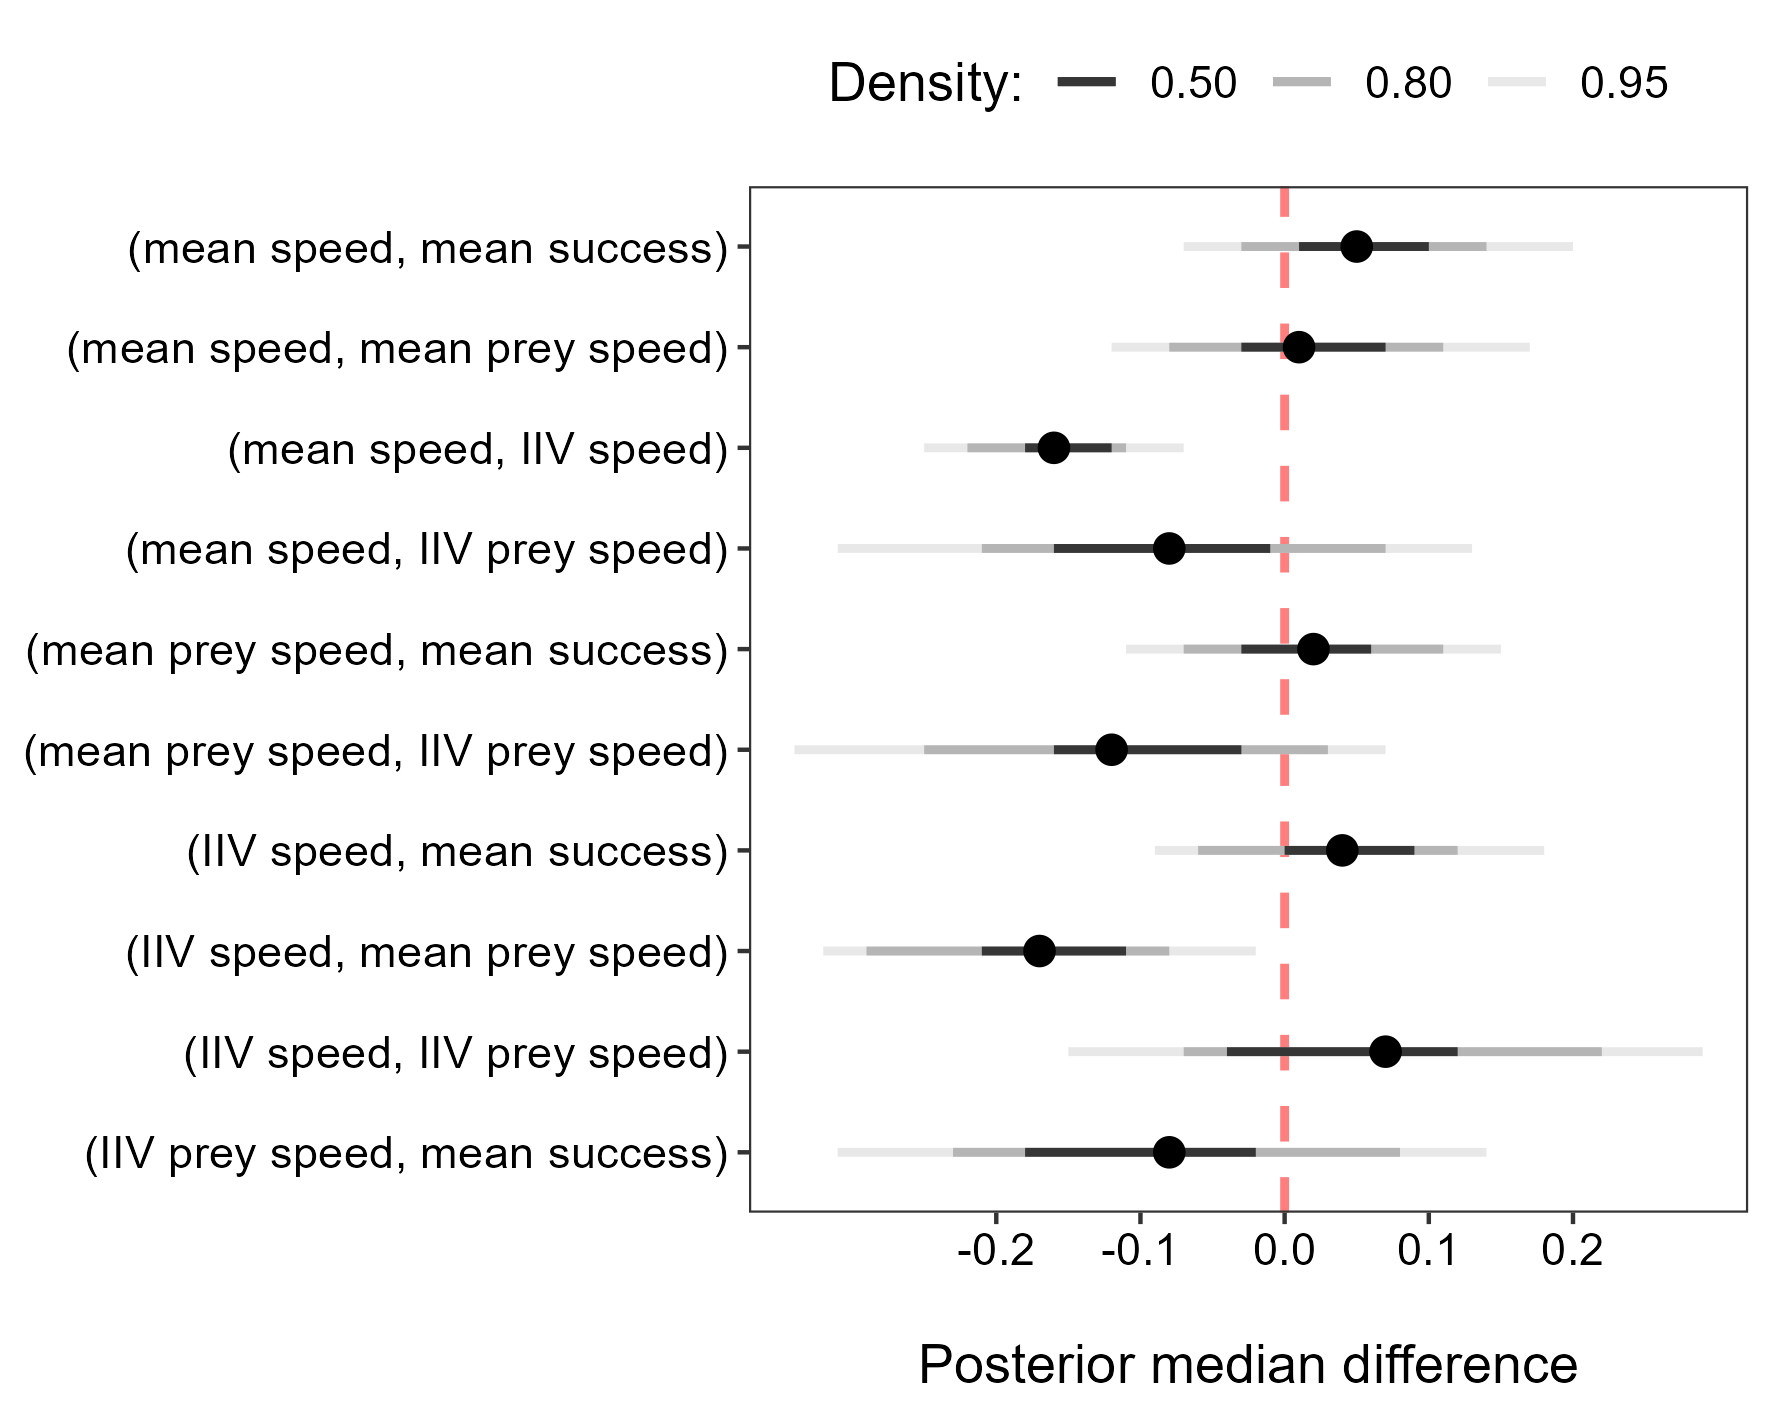 Density: 0.50 0.80 0.95
(mean speed, mean success)
(mean speed, mean prey speed)
(mean speed, IIV speed)
(mean speed, IIV prey speed)
(mean prey speed, mean success)
(mean prey speed, IIV prey speed)
(IIV speed, mean success)
(IIV speed, mean prey speed)
(IIV speed, IIV prey speed)
(IIV prey speed, mean success)
-0.2 -0.1 0.0 0.1 0.2
Posterior median difference